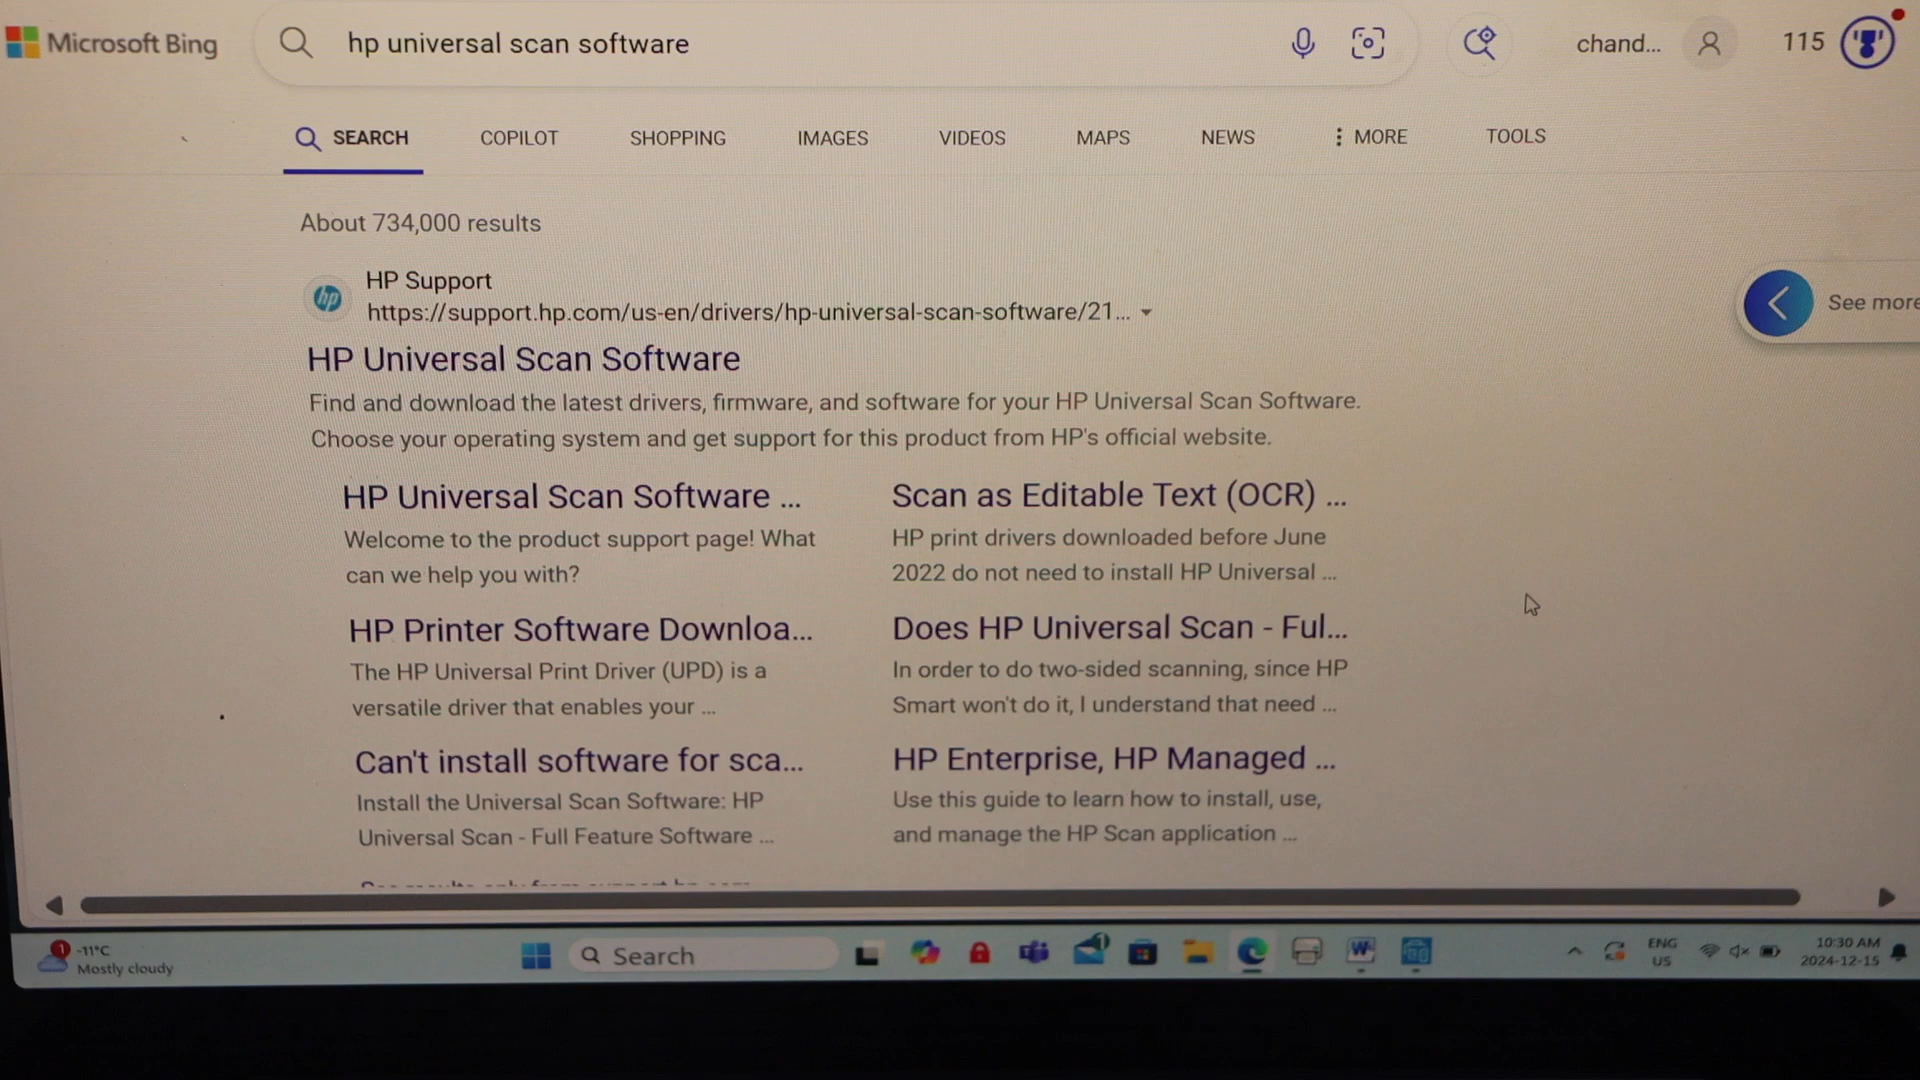 Microsoft Bing
hp universal scan software
chand...
115
SEARCH
COPILOT
SHOPPING
IMAGES
VIDEOS
MAPS
NEWS
MORE
TOOLS
About 734,000 results
hp
HP Support
https://support.hp.com/us-en/drivers/hp-universal-scan-software/21...
See more
HP Universal Scan Software
Find and download the latest drivers, firmware, and software for your HP Universal Scan Software.
Choose your operating system and get support for this product from HP's official website.
HP Universal Scan Software ...
Welcome to the product support page! What
can we help you with?
Scan as Editable Text (OCR) ...
HP print drivers downloaded before June
2022 do not need to install HP Universal ...
HP Printer Software Downloa...
The HP Universal Print Driver (UPD) is a
versatile driver that enables your ...
Does HP Universal Scan - Ful...
In order to do two-sided scanning, since HP
Smart won't do it, I understand that need ...
Can't install software for sca...
Install the Universal Scan Software: HP
Universal Scan - Full Feature Software ...
HP Enterprise, HP Managed ...
Use this guide to learn how to install, use,
and manage the HP Scan application ...
1
-11°C
Mostly cloudy
Search
1
W
ENG
US
10:30 AM
2024-12-15